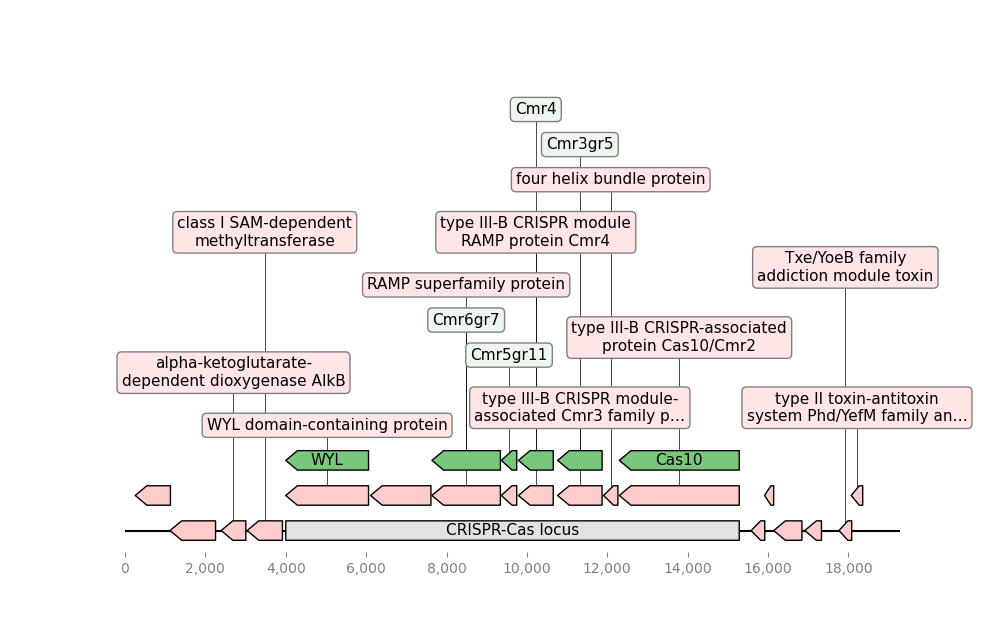 Cmr4
Cmr3gr5
four helix bundle protein
class I SAM-dependent
methyltransferase
type III-B CRISPR module
RAMP protein Cmr4
Txe/YoeB family
addiction module toxin
RAMP superfamily protein
Cmr6gr7
type III-B CRISPR-associated
protein Cas10/Cmr2
Cmr5gr11
alpha-ketoglutarate-
dependent dioxygenase AlkB
type III-B CRISPR module-
associated Cmr3 family p...
type II toxin-antitoxin
system Phd/YefM family an...
WYL domain-containing protein
WYL
Cas10
CRISPR-Cas locus
0 2,000 4,000 6,000 8,000 10,000 12,000 14,000 16,000 18,000